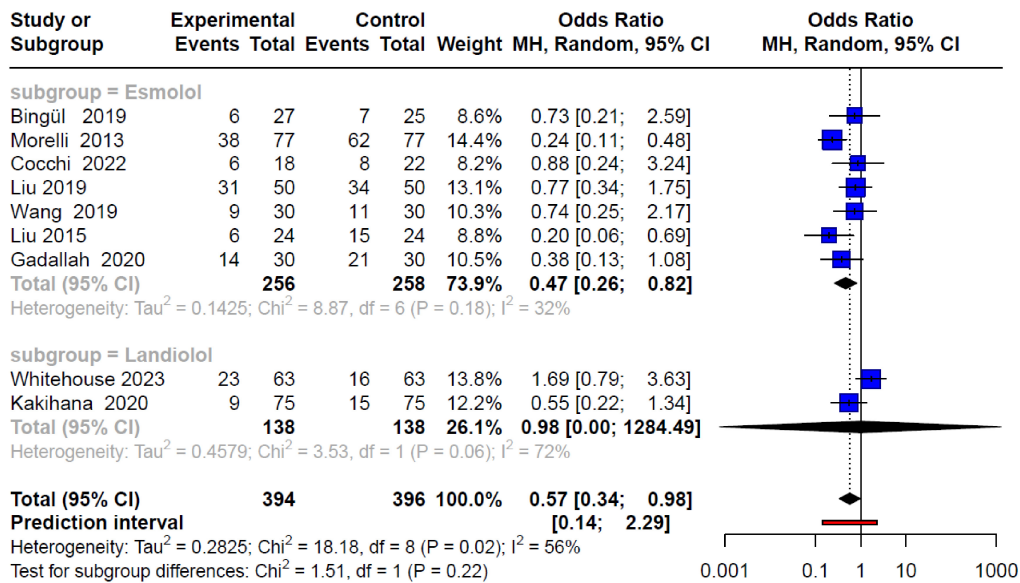 Study or Experimental Control Odds Ratio Odds Ratio
Subgroup Events Total Events Total Weight MH, Random, 95% CI MH, Random, 95% CI
subgroup = Esmolol
Bingül 2019 6 27 7 25 8.6% 0.73 [0.21; 2.59]
Morelli 2013 38 77 62 77 14.4% 0.24 [0.11; 0.48]
Cocchi 2022 6 18 8 22 8.2% 0.88 [0.24; 3.24]
Liu 2019 31 50 34 50 13.1% 0.77 [0.34; 1.75]
Wang 2019 9 30 11 30 10.3% 0.74 [0.25; 2.17]
Liu 2015 6 24 15 24 8.8% 0.20 [0.06; 0.69]
Gadallah 2020 14 30 21 30 10.5% 0.38 [0.13; 1.08]
Total (95% CI) 256 258 73.9% 0.47 [0.26; 0.82]
Heterogeneity: Tau² = 0.1425; Chi² = 8.87, df = 6 (P = 0.18); I² = 32%
subgroup = Landiolol
Whitehouse 2023 23 63 16 63 13.8% 1.69 [0.79; 3.63]
Kakihana 2020 9 75 15 75 12.2% 0.55 [0.22; 1.34]
Total (95% CI) 138 138 26.1% 0.98 [0.00; 1284.49]
Heterogeneity: Tau² = 0.4579; Chi² = 3.53, df = 1 (P = 0.06); I² = 72%
Total (95% CI) 394 396 100.0% 0.57 [0.34; 0.98]
Prediction interval [0.14; 2.29]
Heterogeneity: Tau² = 0.2825; Chi² = 18.18, df = 8 (P = 0.02); I² = 56%
Test for subgroup differences: Chi² = 1.51, df = 1 (P = 0.22)
0.001 0.1 1 10 1000